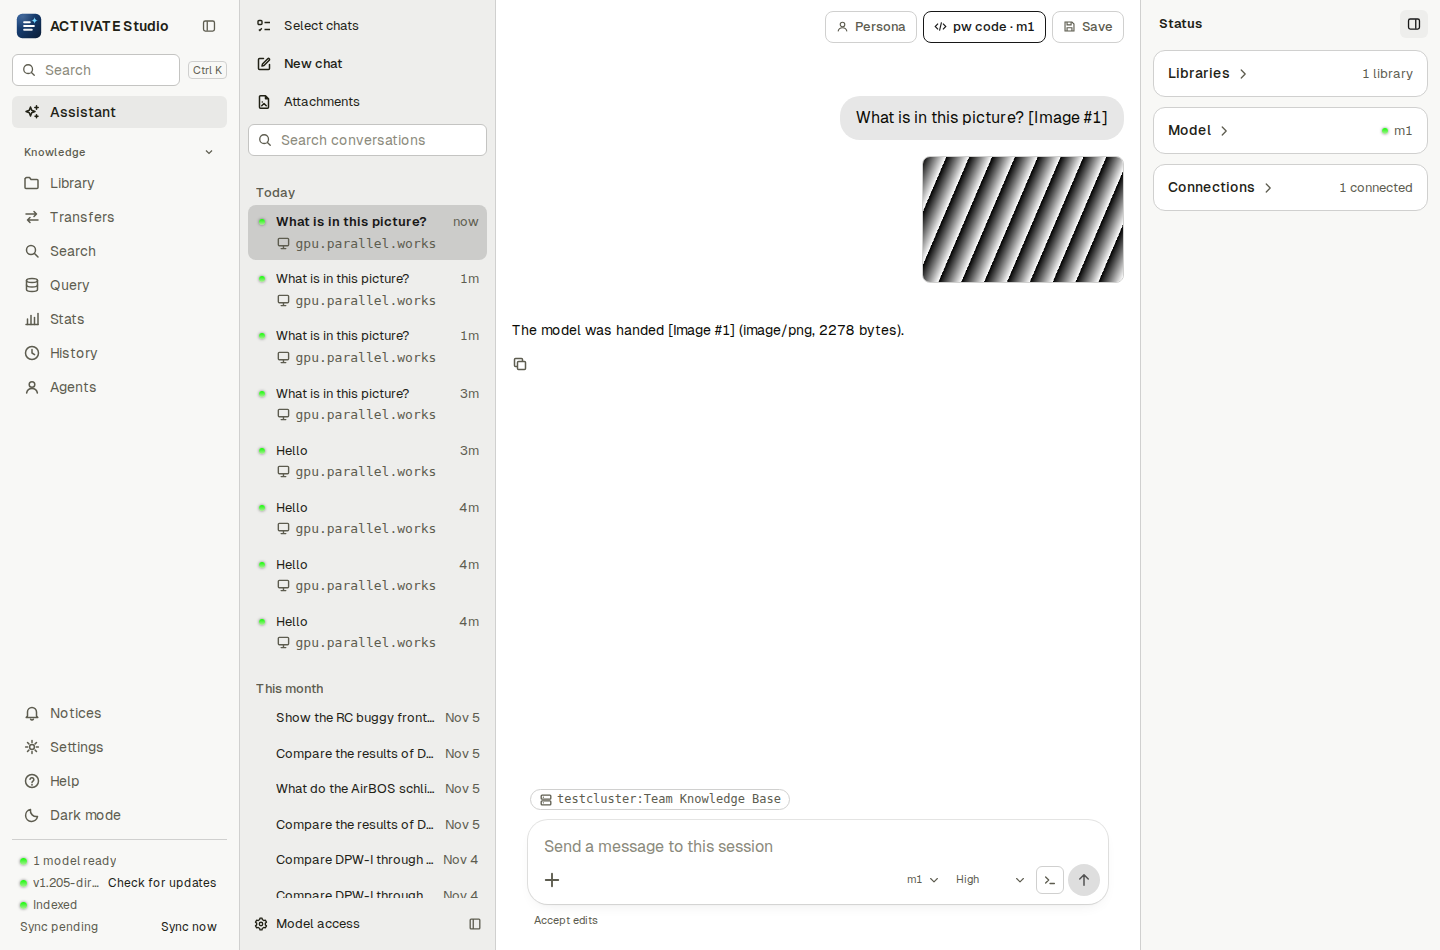 ACTIVATE Studio
Search
Ctrl K
Assistant
Knowledge
Library
Transfers
Search
Query
Stats
History
Agents
Notices
Settings
Help
Dark mode
1 model ready
v1.205-dir... Check for updates
Indexed
Sync pending Sync now
Select chats
New chat
Attachments
Search conversations
Today
What is in this picture? now
gpu.parallel.works
What is in this picture? 1m
gpu.parallel.works
What is in this picture? 1m
gpu.parallel.works
What is in this picture? 3m
gpu.parallel.works
Hello 3m
gpu.parallel.works
Hello 4m
gpu.parallel.works
Hello 4m
gpu.parallel.works
Hello 4m
gpu.parallel.works
This month
Show the RC buggy front... Nov 5
Compare the results of D... Nov 5
What do the AirBOS schli... Nov 5
Compare the results of D... Nov 5
Compare DPW-I through ... Nov 4
Compare DPW-I through Nov 4
Model access
Persona
pw code · m1
Save
What is in this picture? [Image #1]
The model was handed [Image #1] (image/png, 2278 bytes).
testcluster:Team Knowledge Base
Send a message to this session
m1 High
Accept edits
Status
Libraries 1 library
Model m1
Connections 1 connected